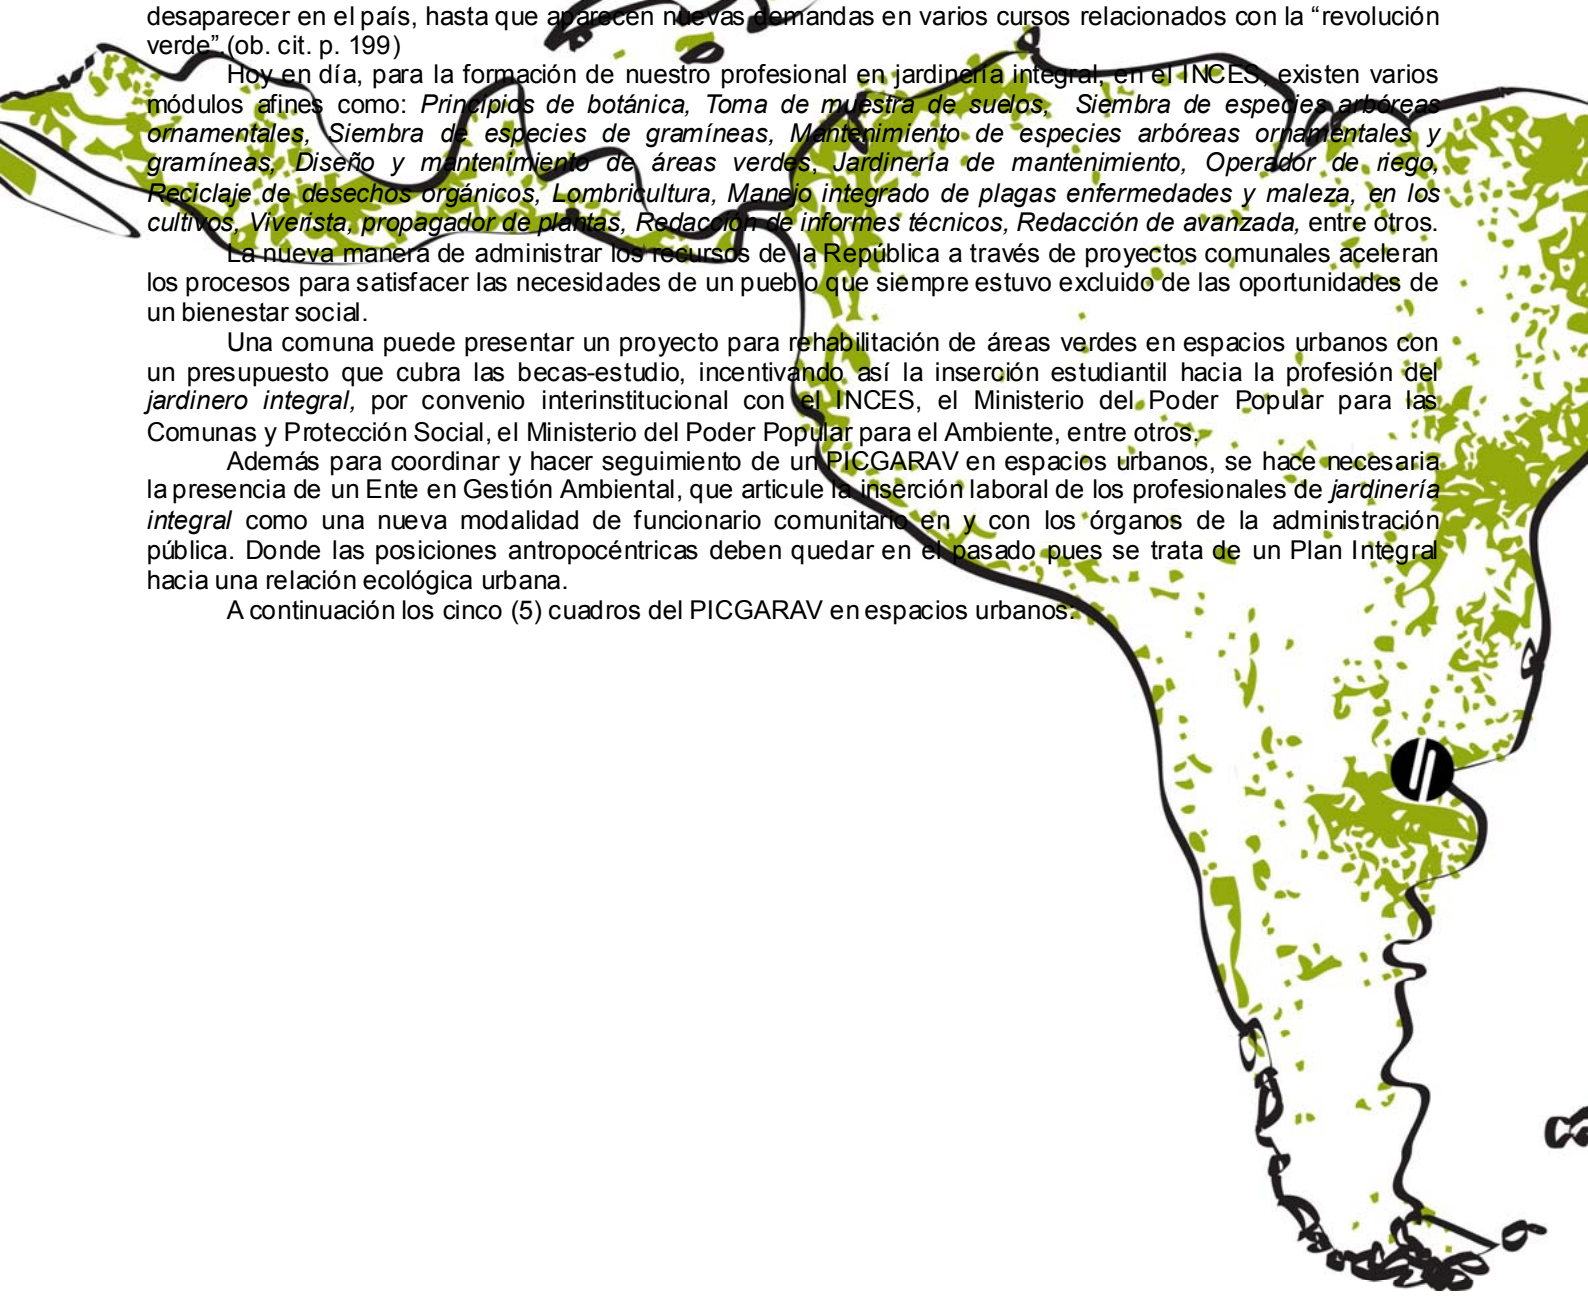 desaparecer en el país, hasta que aparecen nuevas demandas en varios cursos relacionados con la “revolución
verde”.(ob. cit. p. 199)
Hoy en día, para la formación de nuestro profesional en jardinería integral, en el INCES, existen varios
módulos afines como: Principios de botánica, Toma de muestra de suelos, Siembra de especies arbóreas
ornamentales, Siembra de especies de gramíneas, Mantenimiento de especies arbóreas ornamentales y
gramíneas, Diseño y mantenimiento de áreas verdes, Jardinería de mantenimiento, Operador de riego,
Reciclaje de desechos orgánicos, Lombricultura, Manejo integrado de plagas enfermedades y maleza, en los
cultivos, Viverista, propagador de plantas, Redacción de informes técnicos, Redacción de avanzada, entre otros.
La nueva manera de administrar los recursos de la República a través de proyectos comunales aceleran
los procesos para satisfacer las necesidades de un pueblo que siempre estuvo excluido de las oportunidades de
un bienestar social.
Una comuna puede presentar un proyecto para rehabilitación de áreas verdes en espacios urbanos con
un presupuesto que cubra las becas-estudio, incentivando así la inserción estudiantil hacia la profesión del
jardinero integral, por convenio interinstitucional con el INCES, el Ministerio del Poder Popular para las
Comunas y Protección Social, el Ministerio del Poder Popular para el Ambiente, entre otros.
Además para coordinar y hacer seguimiento de un PICGARAV en espacios urbanos, se hace necesaria
la presencia de un Ente en Gestión Ambiental, que articule la inserción laboral de los profesionales de jardinería
integral como una nueva modalidad de funcionario comunitario en y con los órganos de la administración
pública. Donde las posiciones antropocéntricas deben quedar en el pasado pues se trata de un Plan Integral
hacia una relación ecológica urbana.
A continuación los cinco (5) cuadros del PICGARAV en espacios urbanos: